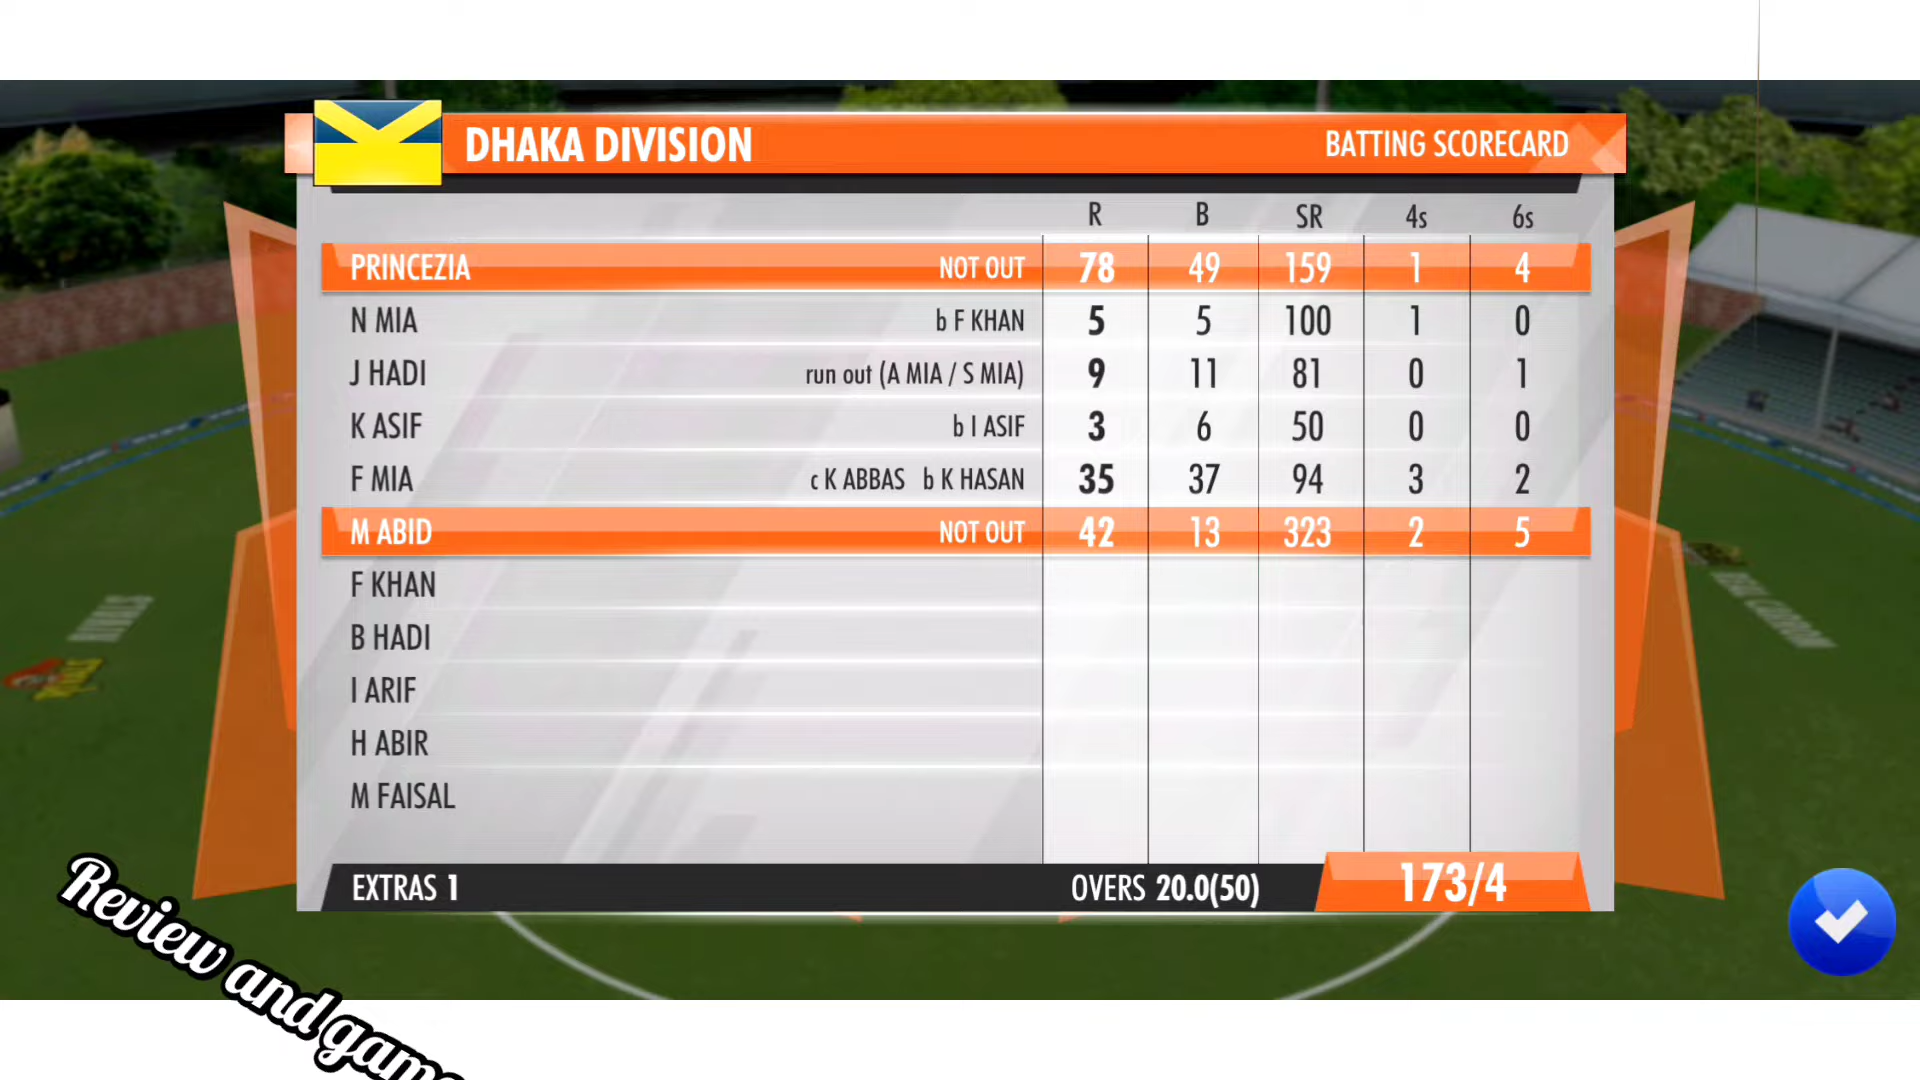 DHAKA DIVISION BATTING SCORECARD
R B SR 4s 6s
PRINCEZIA NOT OUT 78 49 159 1 4
N MIA b F KHAN 5 5 100 1 0
J HADI run out (A MIA / S MIA) 9 11 81 0 1
K ASIF b I ASIF 3 6 50 0 0
F MIA c K ABBAS b K HASAN 35 37 94 3 2
M ABID NOT OUT 42 13 323 2 5
F KHAN
B HADI
I ARIF
H ABIR
M FAISAL
EXTRAS 1 OVERS 20.0(50) 173/4
Review and game